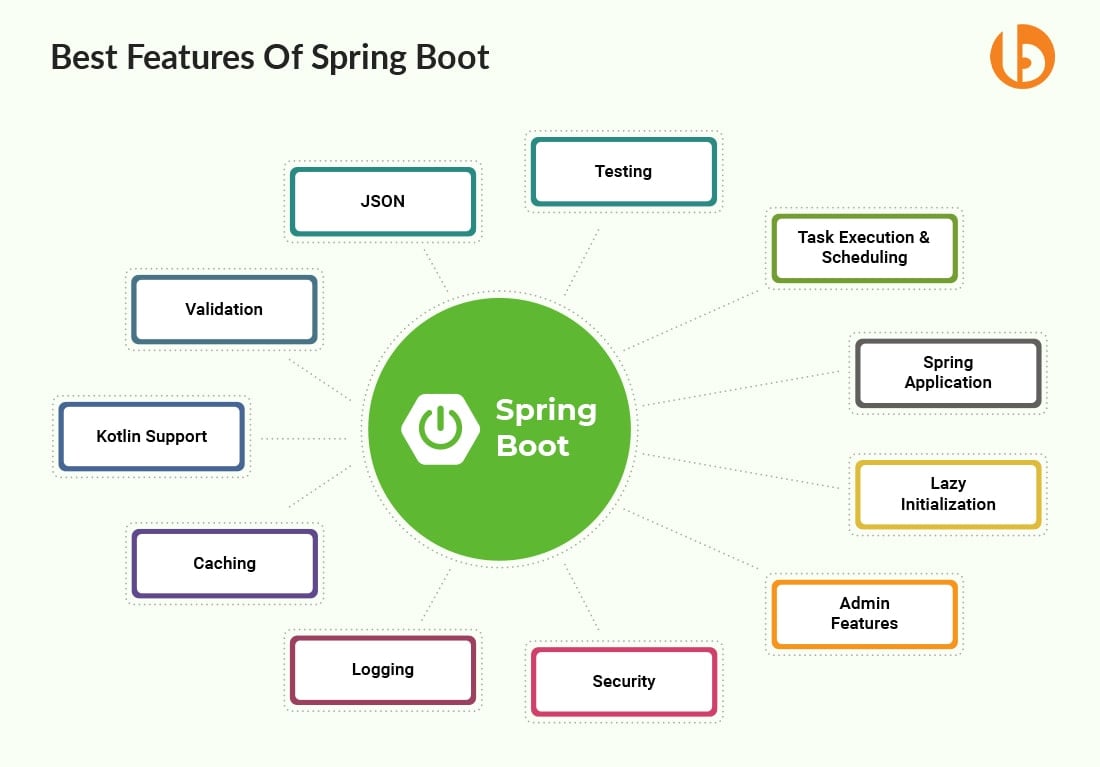 Best Features Of Spring Boot
Testing
JSON
Task Execution &
Scheduling
Validation
Spring
Application
Spring
Boot
Kotlin Support
Lazy
Initialization
Caching
Admin
Features
Logging
Security